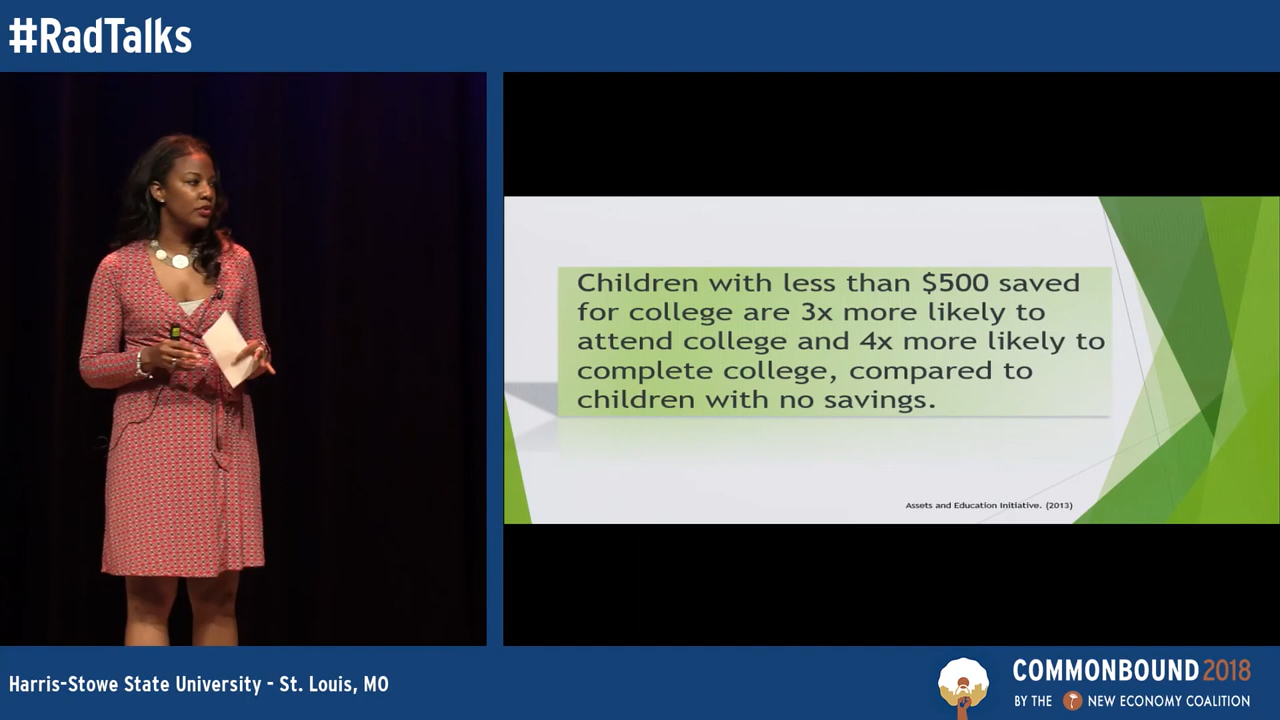 #RadTalks
Children with less than $500 saved
for college are 3x more likely to
attend college and 4x more likely to
complete college, compared to
children with no savings.
Assets and Education Initiative. (2013)
Harris-Stowe State University - St. Louis, MO
COMMONBOUND 2018
BY THE NEW ECONOMY COALITION